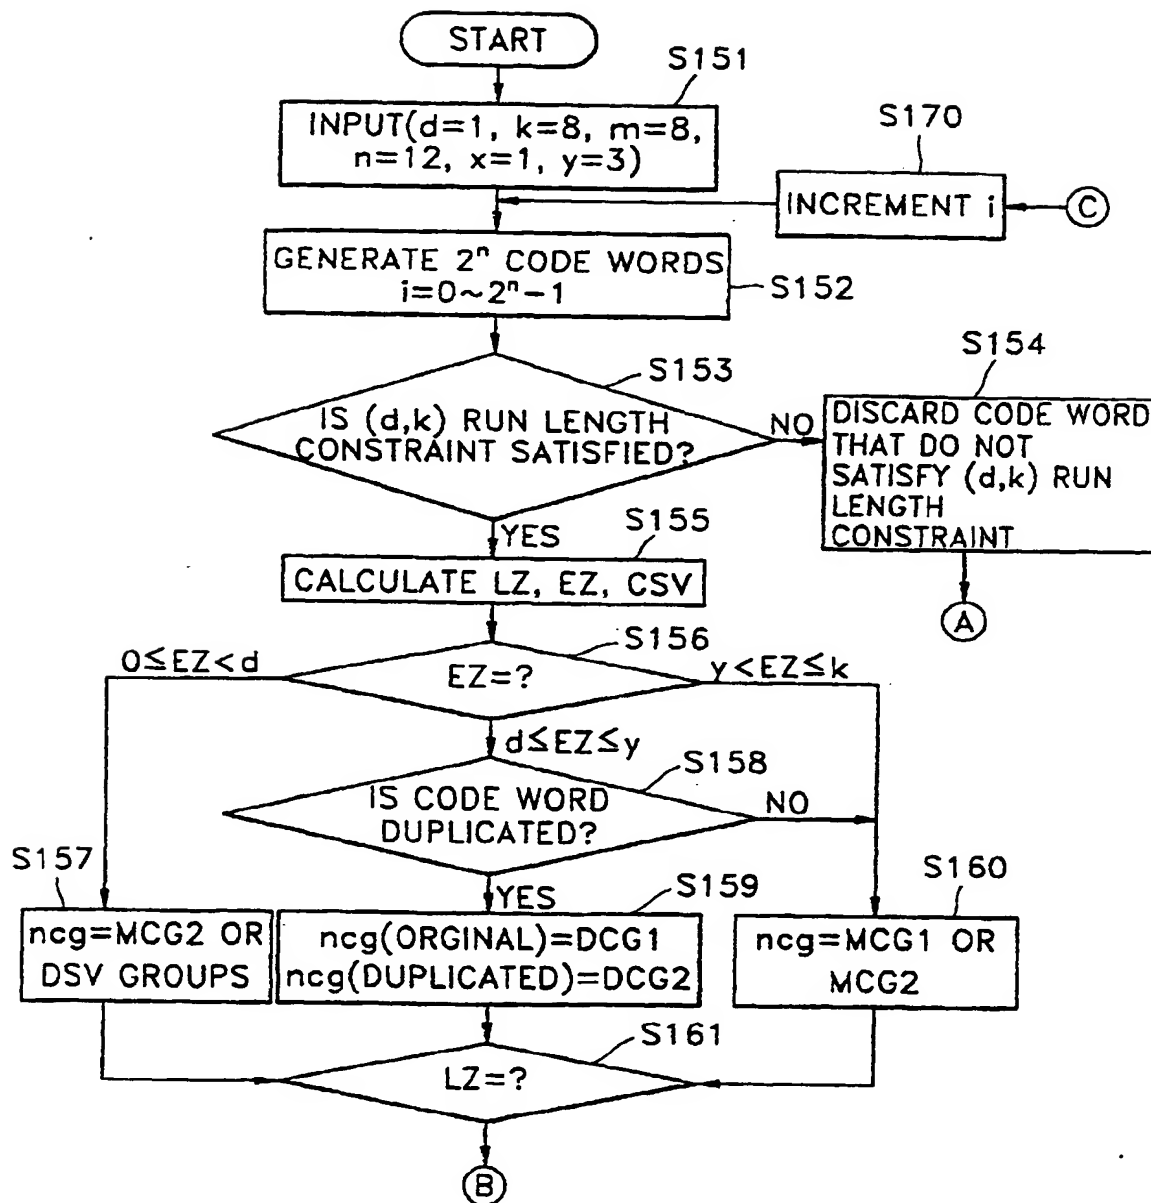 START
S151
INPUT(d=1, k=8, m=8,
n=12, x=1, y=3)
S170
INCREMENT i
C
GENERATE 2ⁿ CODE WORDS
i=0~2ⁿ-1
S152
S153
IS (d,k) RUN LENGTH
CONSTRAINT SATISFIED?
NO
S154
DISCARD CODE WORD
THAT DO NOT
SATISFY (d,k) RUN
LENGTH
CONSTRAINT
A
YES
S155
CALCULATE LZ, EZ, CSV
S156
EZ=?
0≦EZ<d
y<EZ≦k
d≦EZ≦y
S158
IS CODE WORD
DUPLICATED?
NO
YES
S157
ncg=MCG2 OR
DSV GROUPS
S159
ncg(ORGINAL)=DCG1
ncg(DUPLICATED)=DCG2
S160
ncg=MCG1 OR
MCG2
S161
LZ=?
B